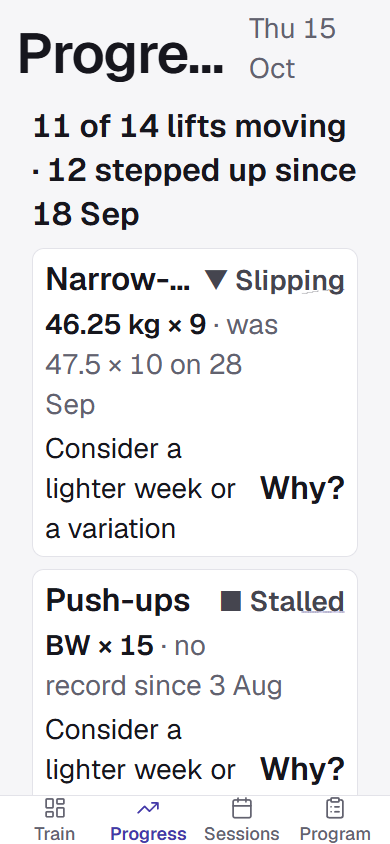 Progre...
Thu 15
Oct
11 of 14 lifts moving
· 12 stepped up since
18 Sep
Narrow-... ▼ Slipping
46.25 kg × 9 · was
47.5 × 10 on 28
Sep
Consider a
lighter week or
a variation
Why?
Push-ups ■ Stalled
BW × 15 · no
record since 3 Aug
Consider a
lighter week or
Why?
Train Progress Sessions Program